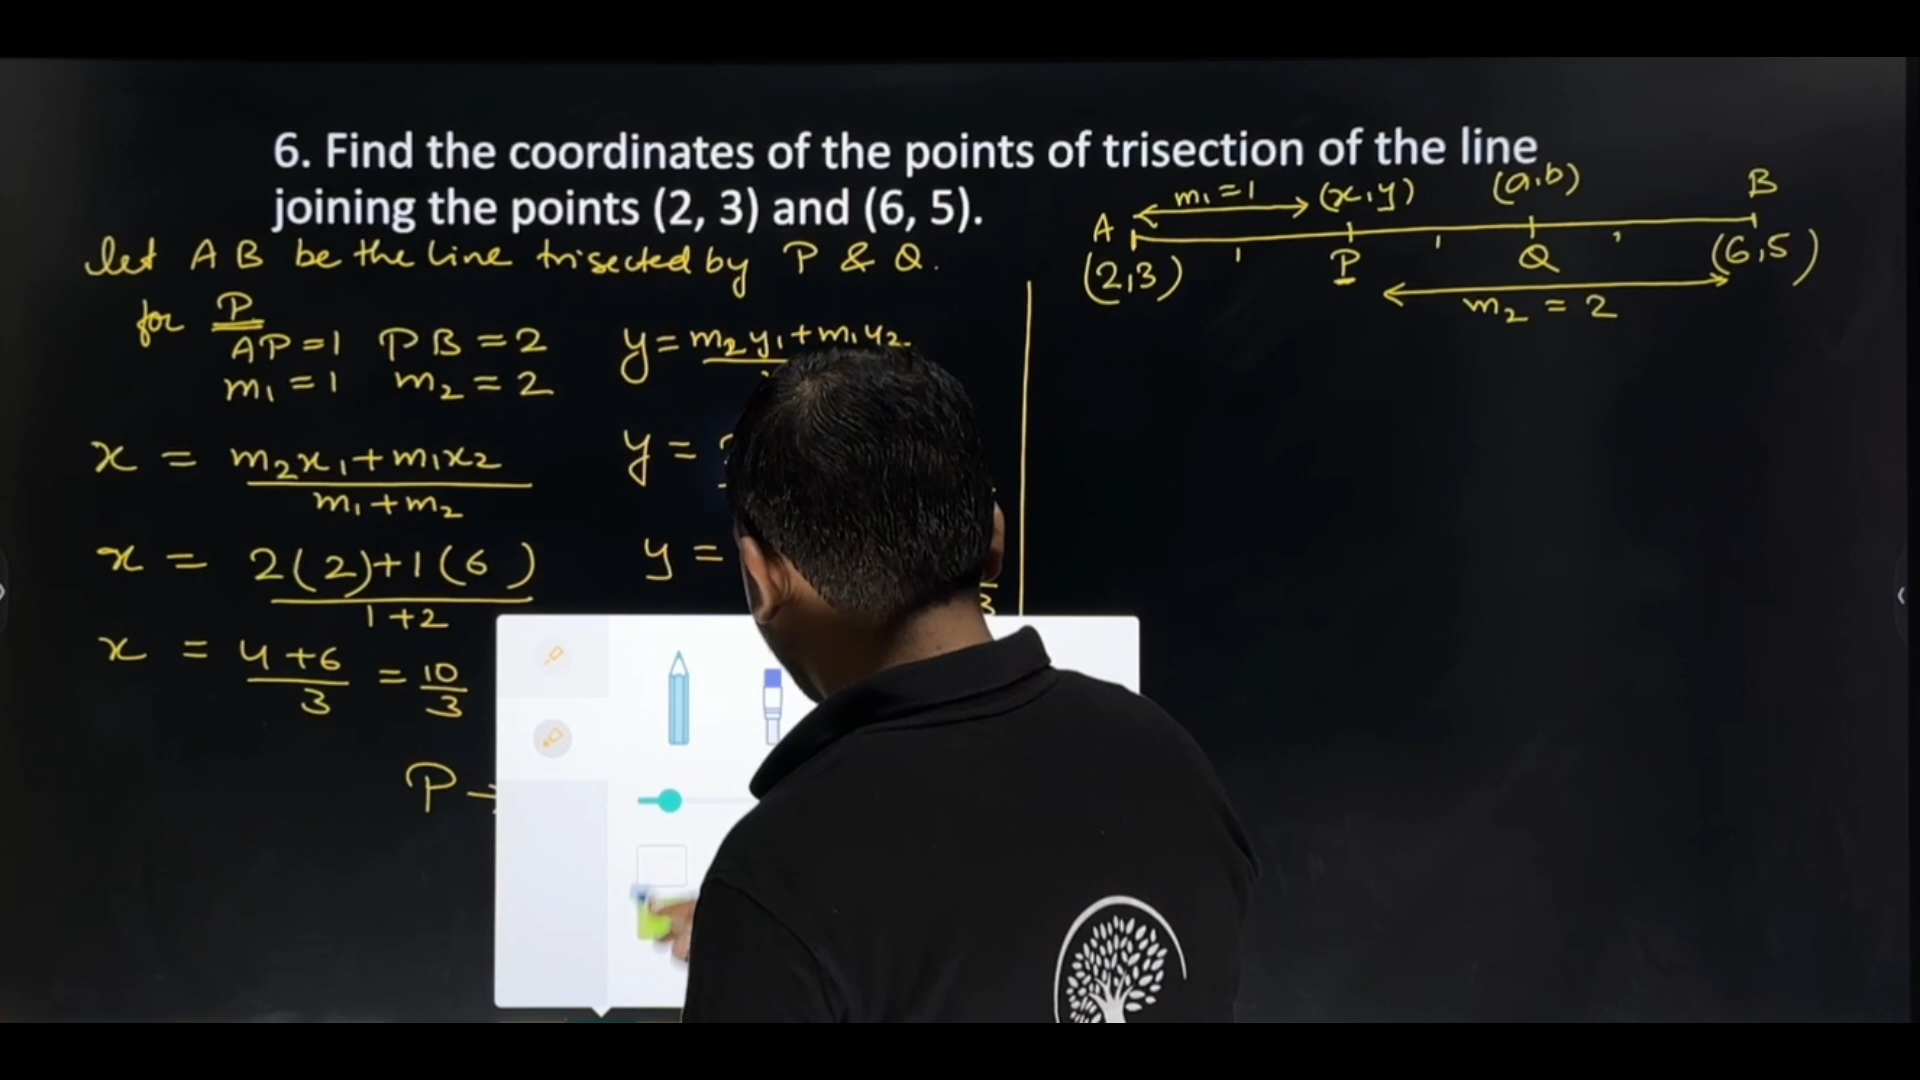 6. Find the coordinates of the points of trisection of the line
joining the points (2, 3) and (6, 5).
let AB be the line trisected by P & Q.
for P
AP=1 PB=2
m₁=1 m₂=2
x = (m₂x₁+m₁x₂)/(m₁+m₂)
x = (2(2)+1(6))/(1+2)
x = (4+6)/3 = 10/3
y = m₂y₁+m₁y₂
y =
y =
3
P
m₁=1
(x,y)
(a,b)
B
A
(2,3)
P
Q
(6,5)
m₂ = 2